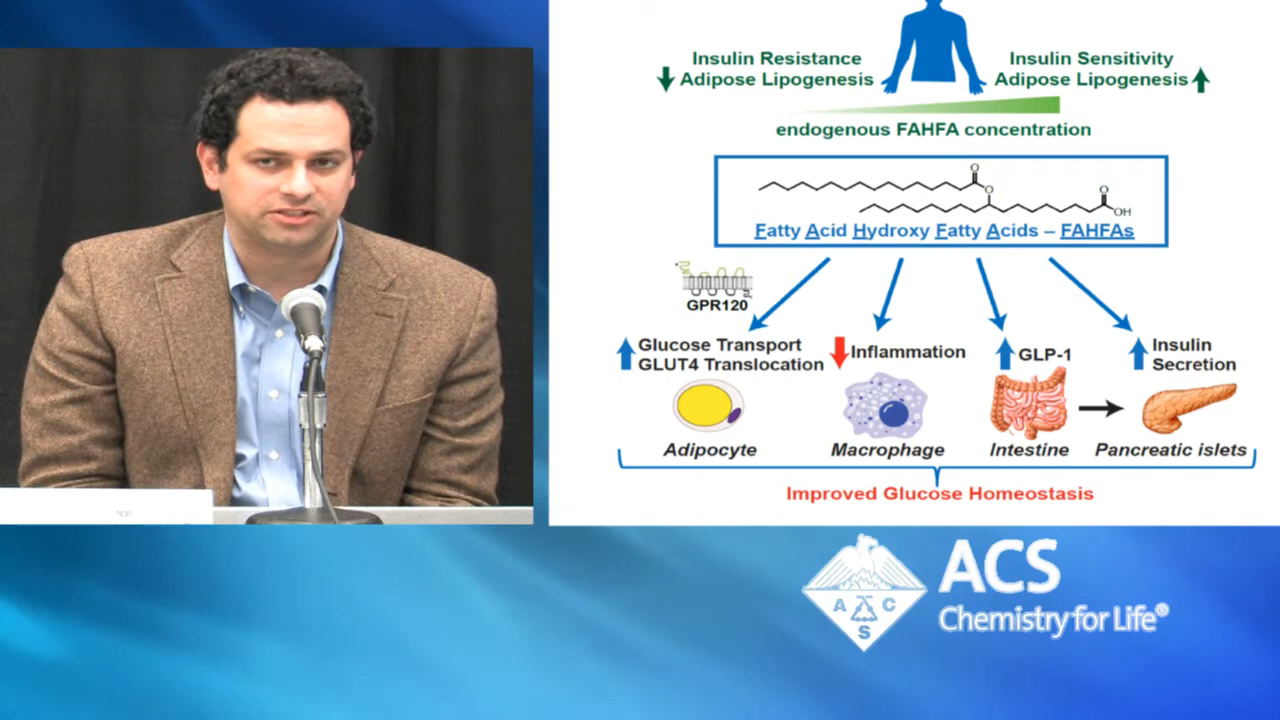 Insulin Resistance
Adipose Lipogenesis
Insulin Sensitivity
Adipose Lipogenesis
endogenous FAHFA concentration
O
O
O
OH
Fatty Acid Hydroxy Fatty Acids – FAHFAs
GPR120
Glucose Transport
GLUT4 Translocation
Inflammation
GLP-1
Insulin
Secretion
Adipocyte
Macrophage
Intestine
Pancreatic islets
Improved Glucose Homeostasis
A C
S
ACS
Chemistry for Life®